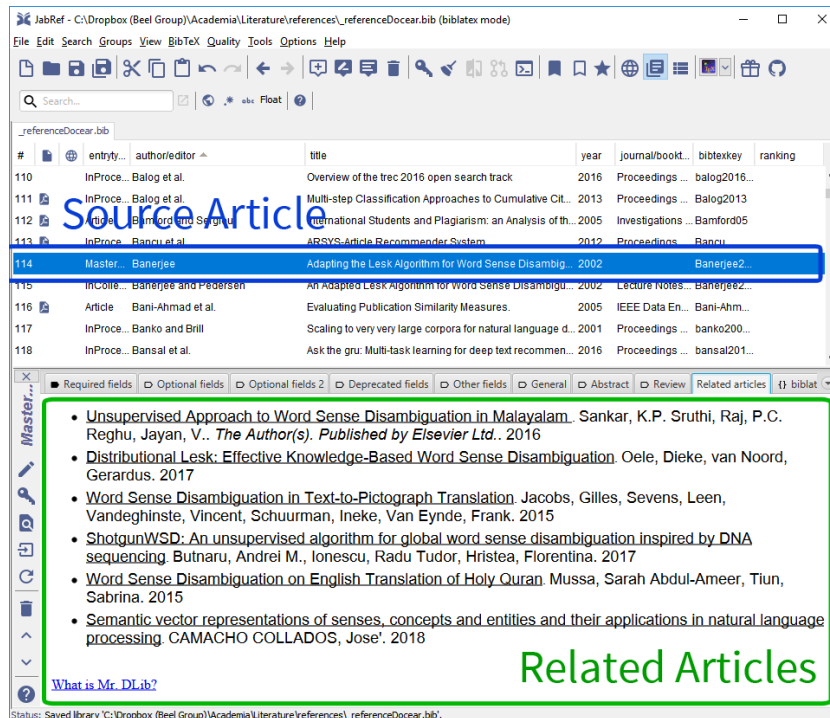 JabRef - C:\Dropbox (Beel Group)\Academia\Literature\references\_referenceDocear.bib (biblatex mode)
File Edit Search Groups View BibTeX Quality Tools Options Help
Search... .* abc Float
_referenceDocear.bib
# entryty... author/editor title year journal/bookt... bibtexkey ranking
110 InProce... Balog et al. Overview of the trec 2016 open search track 2016 Proceedings ... balog2016...
111 InProce... Balog et al. Multi-step Classification Approaches to Cumulative Cit... 2013 Proceedings ... Balog2013
Source Article
112 Article Bamford and Sergiou International Students and Plagiarism: an Analysis of th... 2005 Investigations ... Bamford05
113 InProce... Bancu et al. ARSYS-Article Recommender System 2012 Proceedings ... Bancu
114 Master... Banerjee Adapting the Lesk Algorithm for Word Sense Disambig... 2002 Banerjee2...
115 InColle... Banerjee and Pedersen An Adapted Lesk Algorithm for Word Sense Disambigu... 2002 Lecture Notes... Banerjee2...
116 Article Bani-Ahmad et al. Evaluating Publication Similarity Measures. 2005 IEEE Data En... Bani-Ahm...
117 InProce... Banko and Brill Scaling to very very large corpora for natural language d... 2001 Proceedings ... banko200...
118 InProce... Bansal et al. Ask the gru: Multi-task learning for deep text recommen... 2016 Proceedings ... bansal201...
Required fields Optional fields Optional fields 2 Deprecated fields Other fields General Abstract Review Related articles {} biblat
Master...
• Unsupervised Approach to Word Sense Disambiguation in Malayalam . Sankar, K.P. Sruthi, Raj, P.C.
Reghu, Jayan, V.. The Author(s). Published by Elsevier Ltd.. 2016
• Distributional Lesk: Effective Knowledge-Based Word Sense Disambiguation. Oele, Dieke, van Noord,
Gerardus. 2017
• Word Sense Disambiguation in Text-to-Pictograph Translation. Jacobs, Gilles, Sevens, Leen,
Vandeghinste, Vincent, Schuurman, Ineke, Van Eynde, Frank. 2015
• ShotgunWSD: An unsupervised algorithm for global word sense disambiguation inspired by DNA
sequencing. Butnaru, Andrei M., Ionescu, Radu Tudor, Hristea, Florentina. 2017
• Word Sense Disambiguation on English Translation of Holy Quran. Mussa, Sarah Abdul-Ameer, Tiun,
Sabrina. 2015
• Semantic vector representations of senses, concepts and entities and their applications in natural language
processing. CAMACHO COLLADOS, Jose'. 2018
Related Articles
What is Mr. DLib?
Status: Saved library 'C:\Dropbox (Beel Group)\Academia\Literature\references\_referenceDocear.bib'.